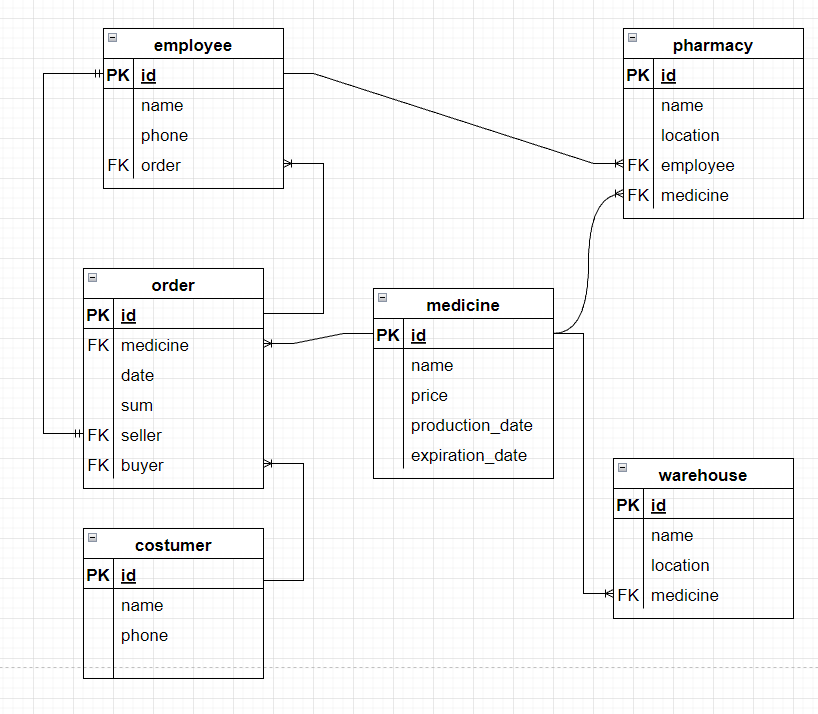 employee
PK id
name
phone
FK order
pharmacy
PK id
name
location
FK employee
FK medicine
order
PK id
FK medicine
date
sum
FK seller
FK buyer
medicine
PK id
name
price
production_date
expiration_date
costumer
PK id
name
phone
warehouse
PK id
name
location
FK medicine